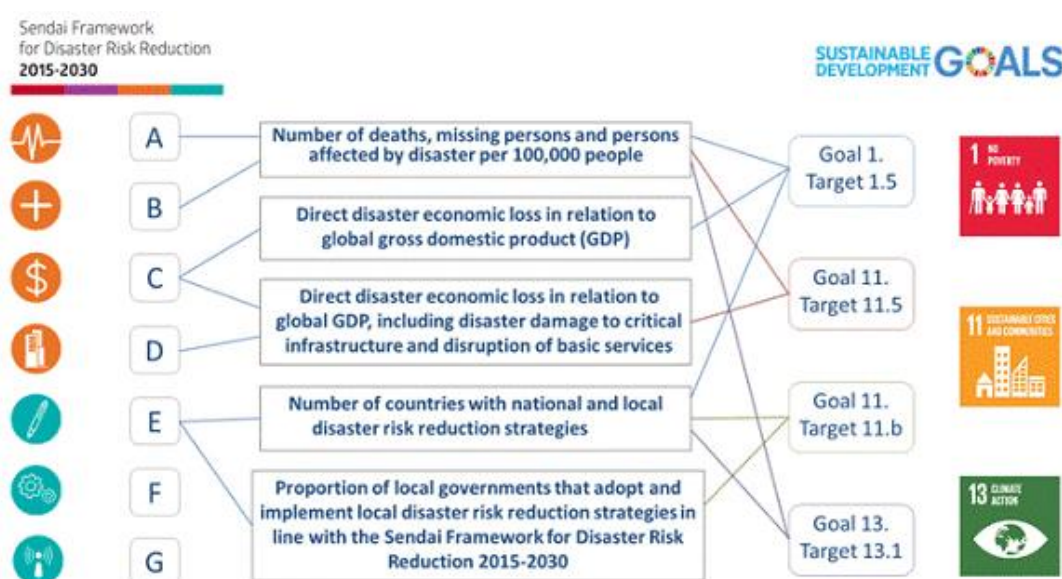 Sendai Framework
for Disaster Risk Reduction
2015-2030
SUSTAINABLE
DEVELOPMENT
GOALS
A
B
C
D
E
F
G
Number of deaths, missing persons and persons
affected by disaster per 100,000 people
Direct disaster economic loss in relation to
global gross domestic product (GDP)
Direct disaster economic loss in relation to
global GDP, including disaster damage to critical
infrastructure and disruption of basic services
Number of countries with national and local
disaster risk reduction strategies
Proportion of local governments that adopt and
implement local disaster risk reduction strategies in
line with the Sendai Framework for Disaster Risk
Reduction 2015-2030
Goal 1.
Target 1.5
Goal 11.
Target 11.5
Goal 11.
Target 11.b
Goal 13.
Target 13.1
1 NO
POVERTY
11 SUSTAINABLE CITIES
AND COMMUNITIES
13 CLIMATE
ACTION
$